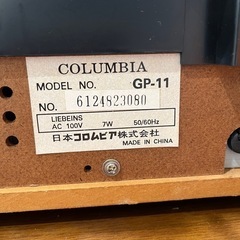 COLUMBIA
MODEL NO. GP-11
NO. 6124823080
LIEBEINS
AC 100V 7W 50/60Hz
日本コロムビア株式会社
MADE IN CHINA